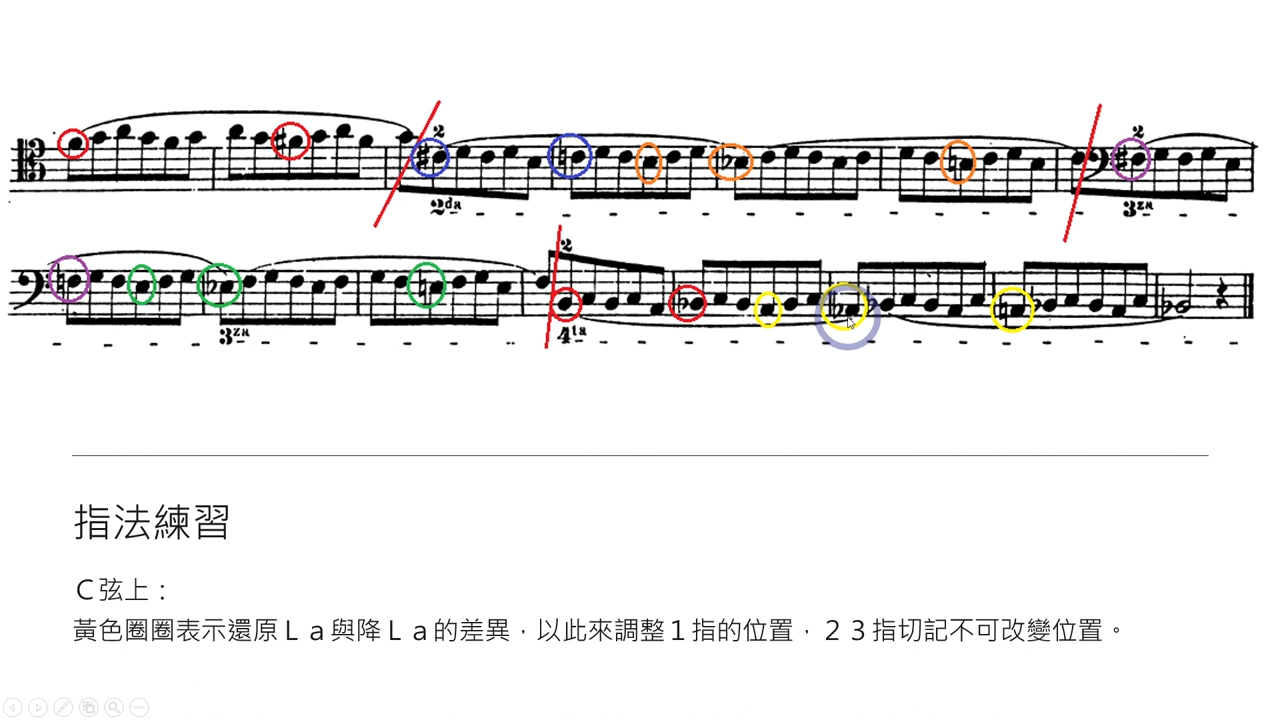 2
2da
2
3za
2
3za
4ta
指法練習
Ｃ弦上：
黃色圈圈表示還原Ｌａ與降Ｌａ的差異，以此來調整１指的位置，２３指切記不可改變位置。